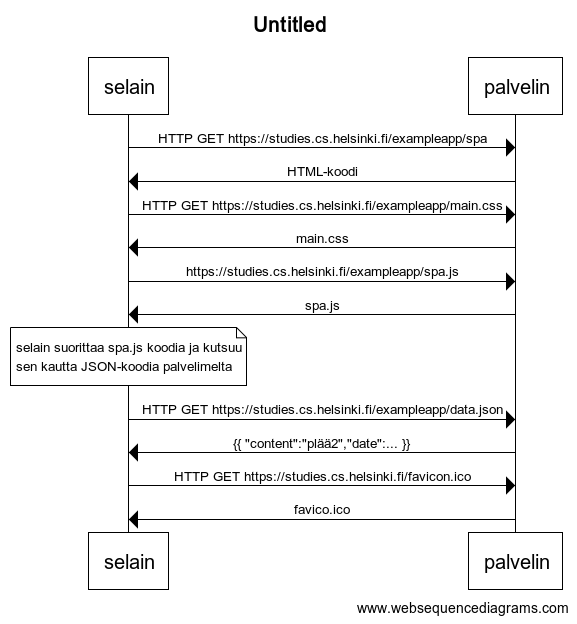 Untitled
selain
palvelin
HTTP GET https://studies.cs.helsinki.fi/exampleapp/spa
HTML-koodi
HTTP GET https://studies.cs.helsinki.fi/exampleapp/main.css
main.css
https://studies.cs.helsinki.fi/exampleapp/spa.js
spa.js
selain suorittaa spa.js koodia ja kutsuu
sen kautta JSON-koodia palvelimelta
HTTP GET https://studies.cs.helsinki.fi/exampleapp/data.json
{{ "content":"plää2","date":... }}
HTTP GET https://studies.cs.helsinki.fi/favicon.ico
favico.ico
selain
palvelin
www.websequencediagrams.com